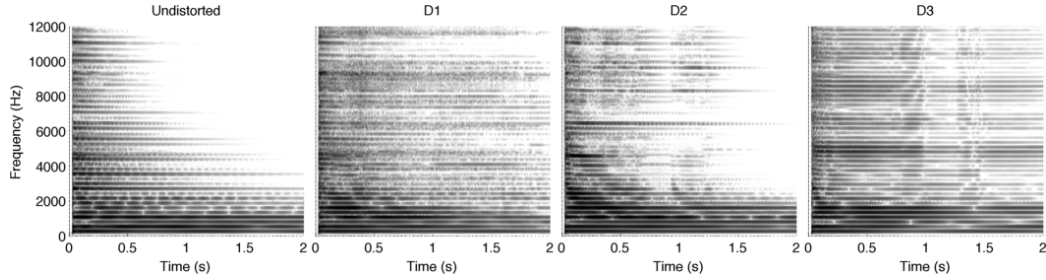 Undistorted D1 D2 D3
12000
10000
8000
6000
4000
2000
0
Frequency (Hz)
0 0.5 1 1.5 2 0 0.5 1 1.5 2 0 0.5 1 1.5 2 0 0.5 1 1.5 2
Time (s) Time (s) Time (s) Time (s)